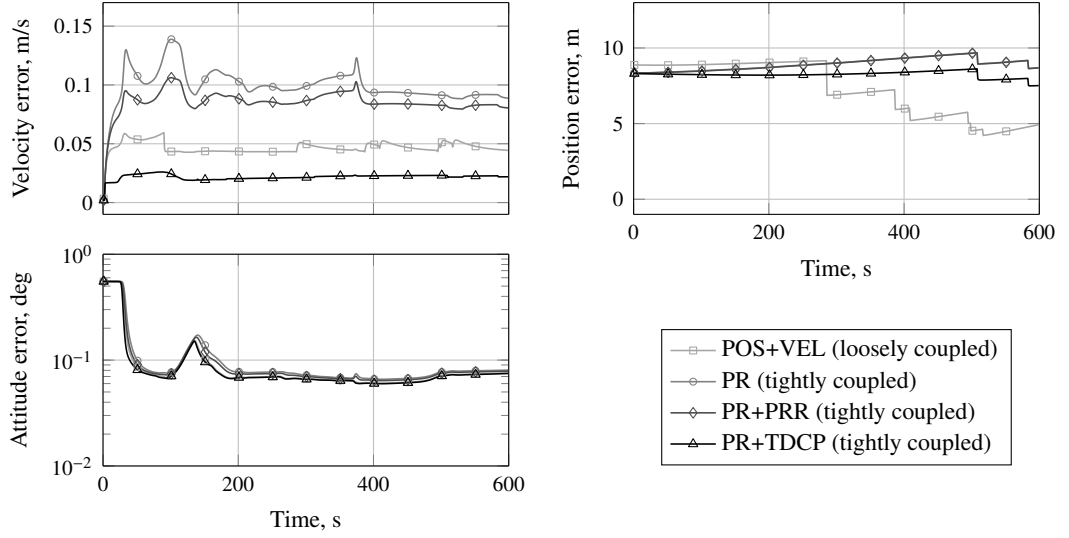 Velocity error, m/s
0.15
0.1
0.05
0
Position error, m
10
5
0
0
200
400
600
Time, s
Attitude error, deg
10⁰
10⁻¹
10⁻²
0
200
400
600
Time, s
POS+VEL (loosely coupled)
PR (tightly coupled)
PR+PRR (tightly coupled)
PR+TDCP (tightly coupled)